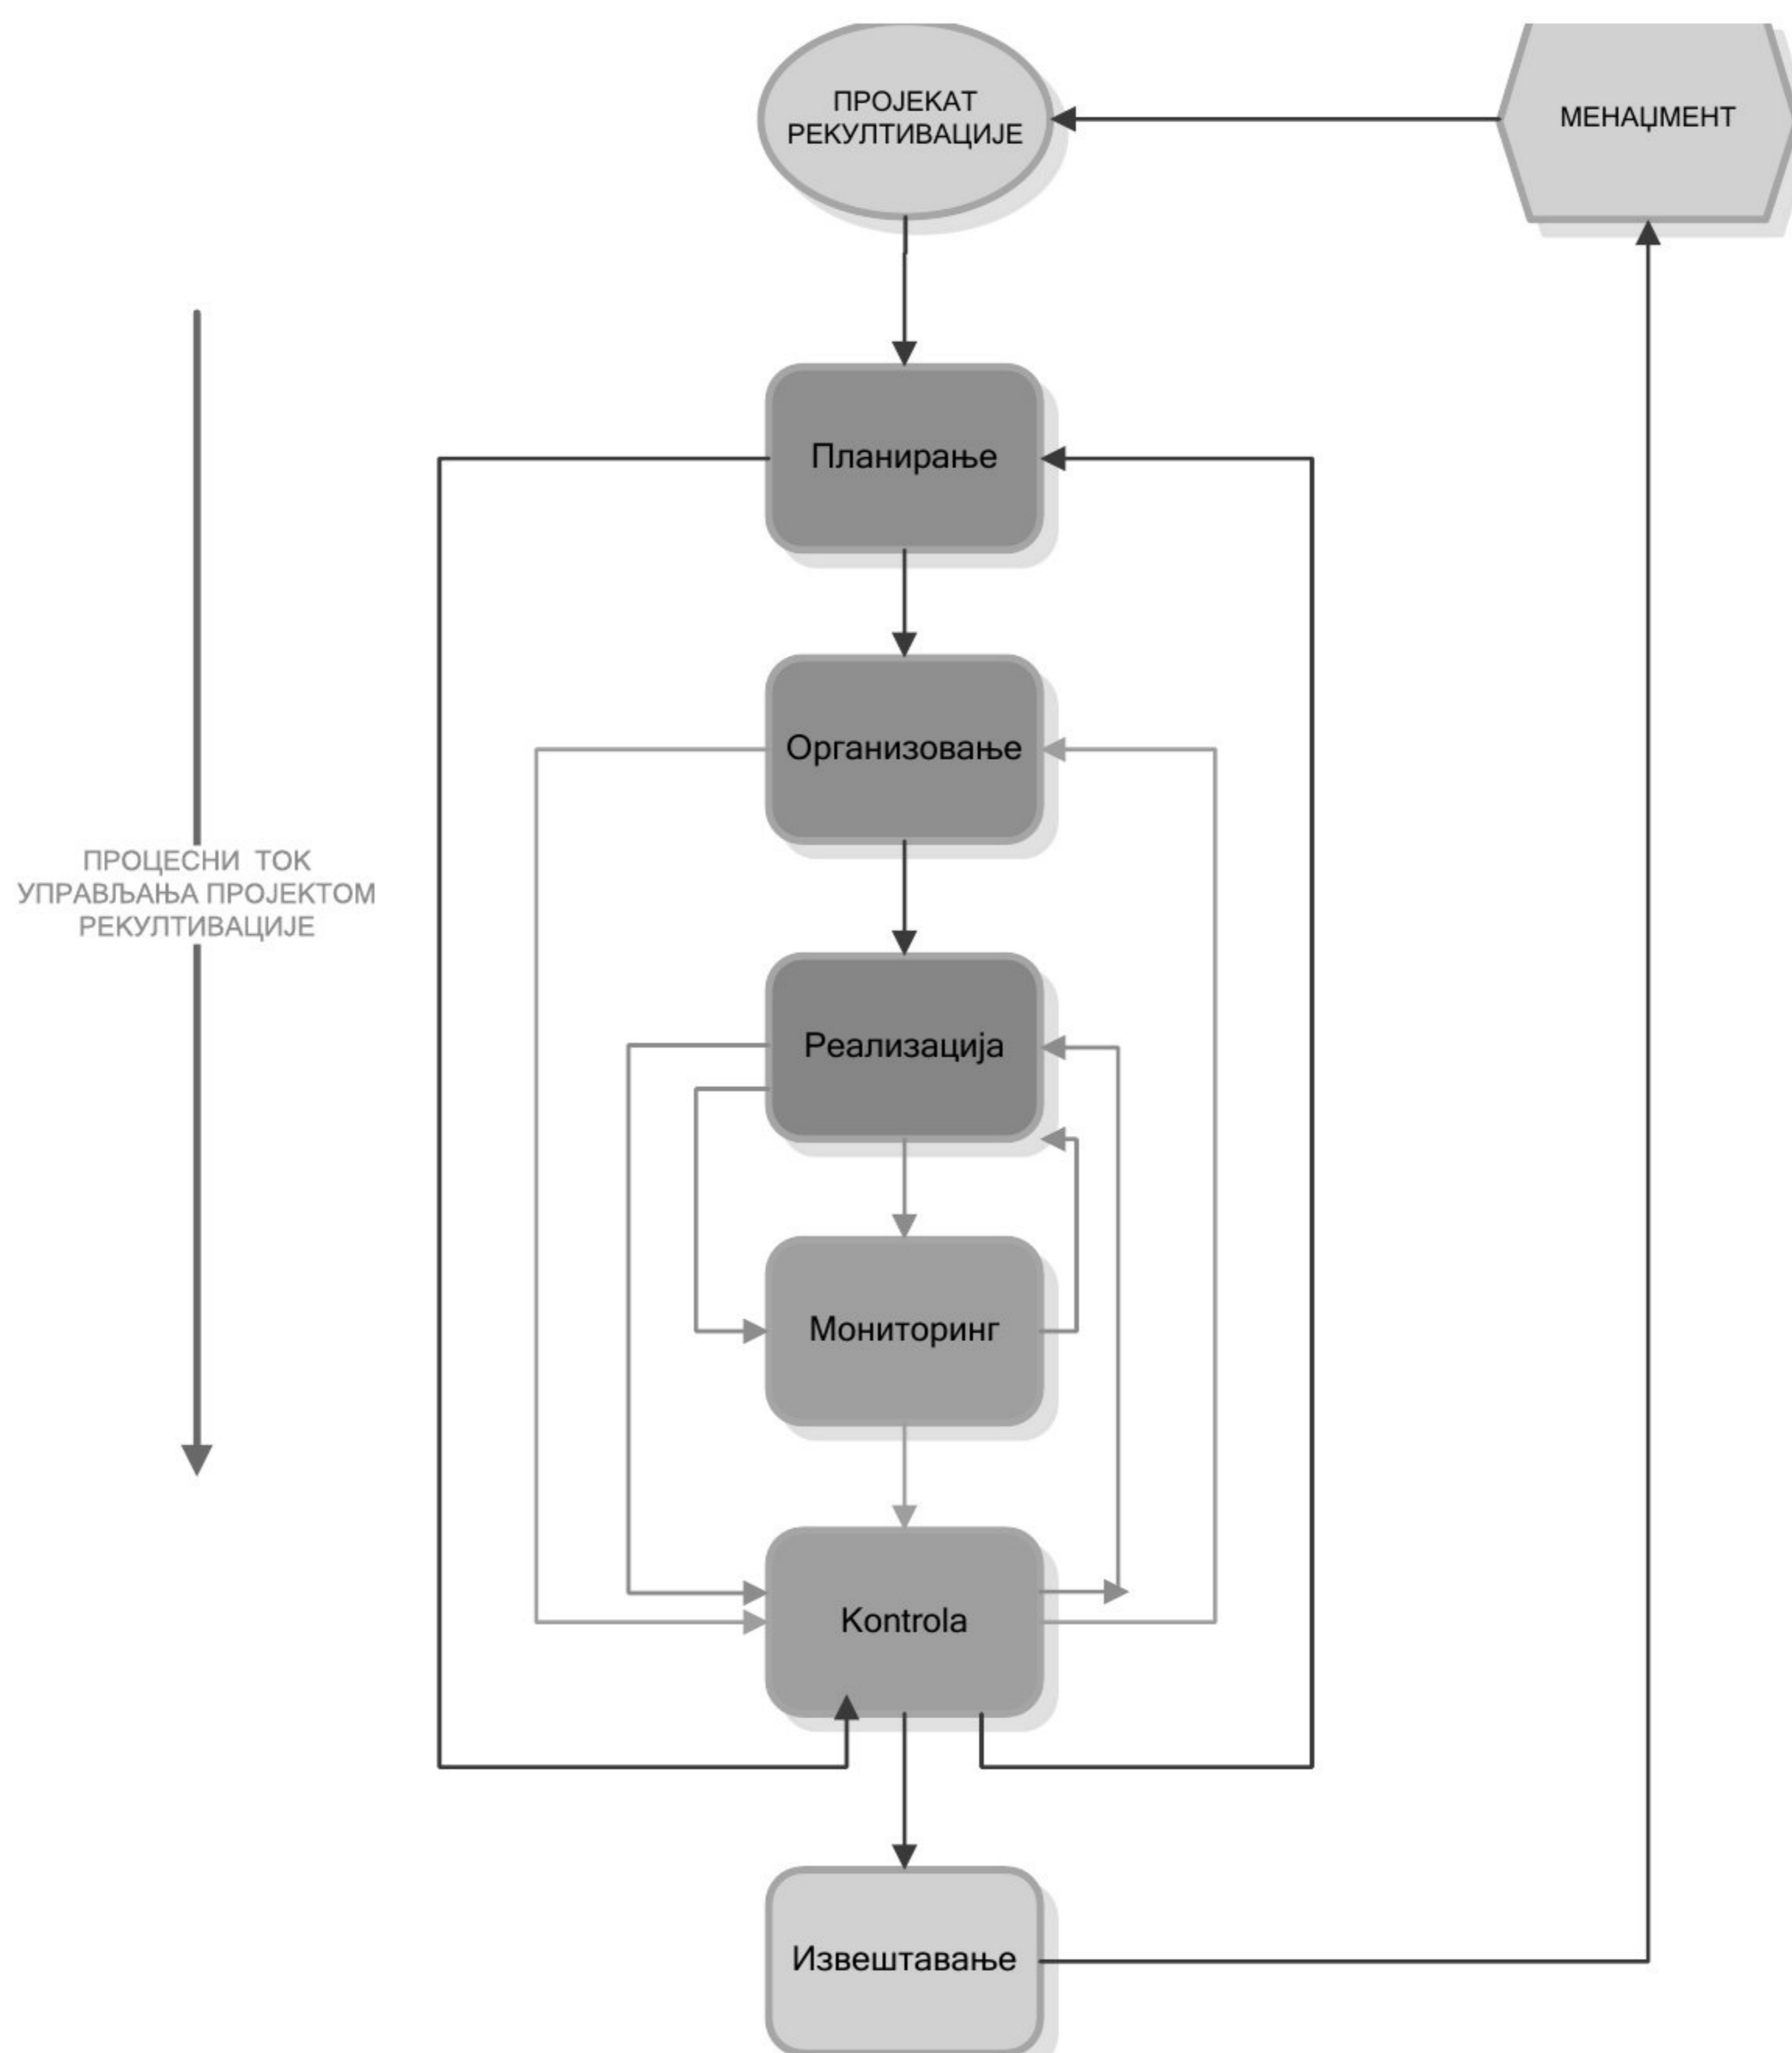 ПРОЈЕКАТ
РЕКУЛТИВАЦИЈЕ
МЕНАЏМЕНТ
Планирање
Организовање
ПРОЦЕСНИ ТОК
УПРАВЉАЊА ПРОЈЕКТОМ
РЕКУЛТИВАЦИЈЕ
Реализација
Мониторинг
Kontrola
Извештавање